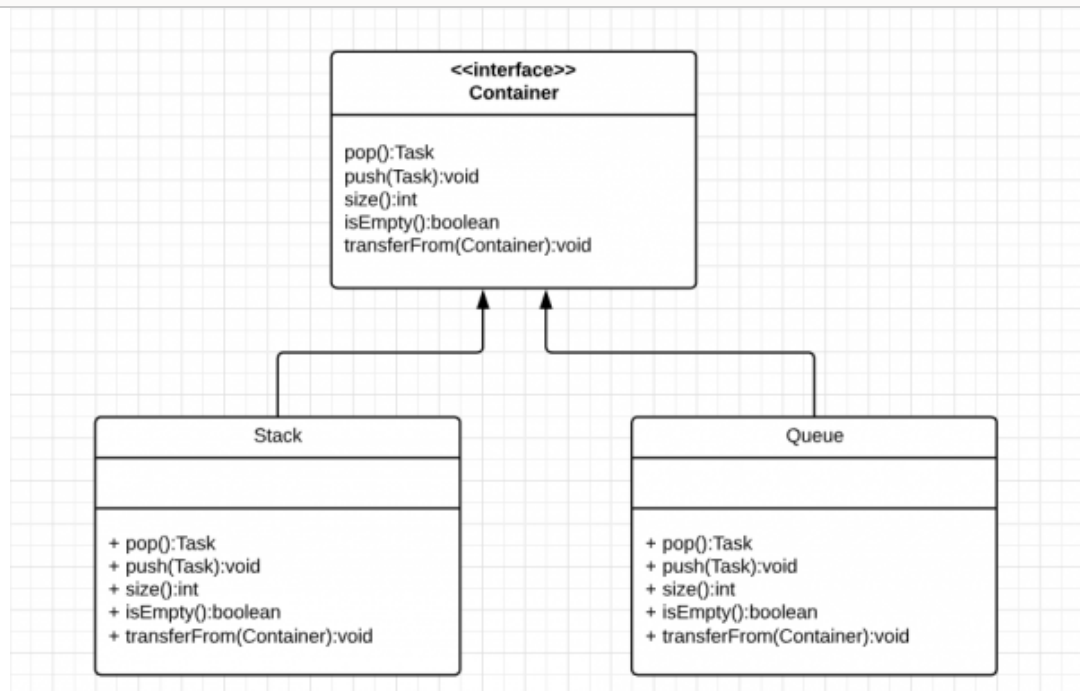 <<interface>>
Container
pop():Task
push(Task):void
size():int
isEmpty():boolean
transferFrom(Container):void
Stack
+ pop():Task
+ push(Task):void
+ size():int
+ isEmpty():boolean
+ transferFrom(Container):void
Queue
+ pop():Task
+ push(Task):void
+ size():int
+ isEmpty():boolean
+ transferFrom(Container):void